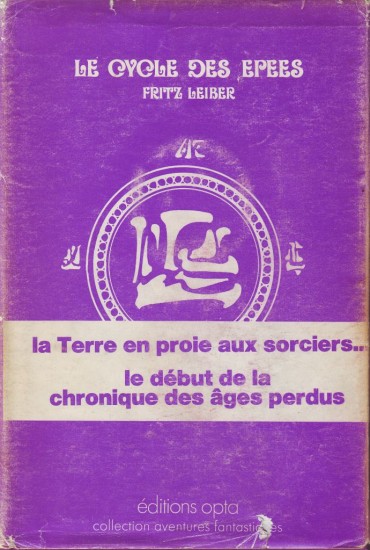 LE CYCLE DES EPEES
FRITZ LEIBER
la Terre en proie aux sorciers...
le début de la
chronique des âges perdus
éditions opta
collection aventures fantastiques